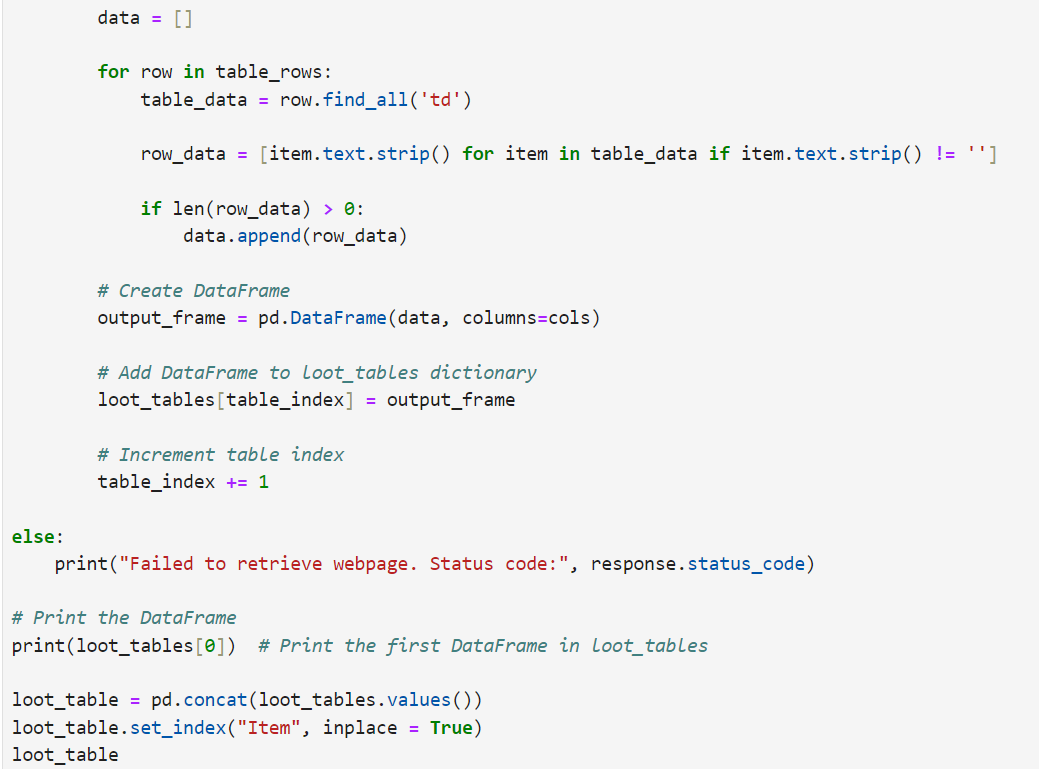 data = []
for row in table_rows:
table_data = row.find_all('td')
row_data = [item.text.strip() for item in table_data if item.text.strip() != '']
if len(row_data) > 0:
data.append(row_data)
# Create DataFrame
output_frame = pd.DataFrame(data, columns=cols)
# Add DataFrame to loot_tables dictionary
loot_tables[table_index] = output_frame
# Increment table index
table_index += 1
else:
print("Failed to retrieve webpage. Status code:", response.status_code)
# Print the DataFrame
print(loot_tables[0])  # Print the first DataFrame in loot_tables
loot_table = pd.concat(loot_tables.values())
loot_table.set_index("Item", inplace = True)
loot_table